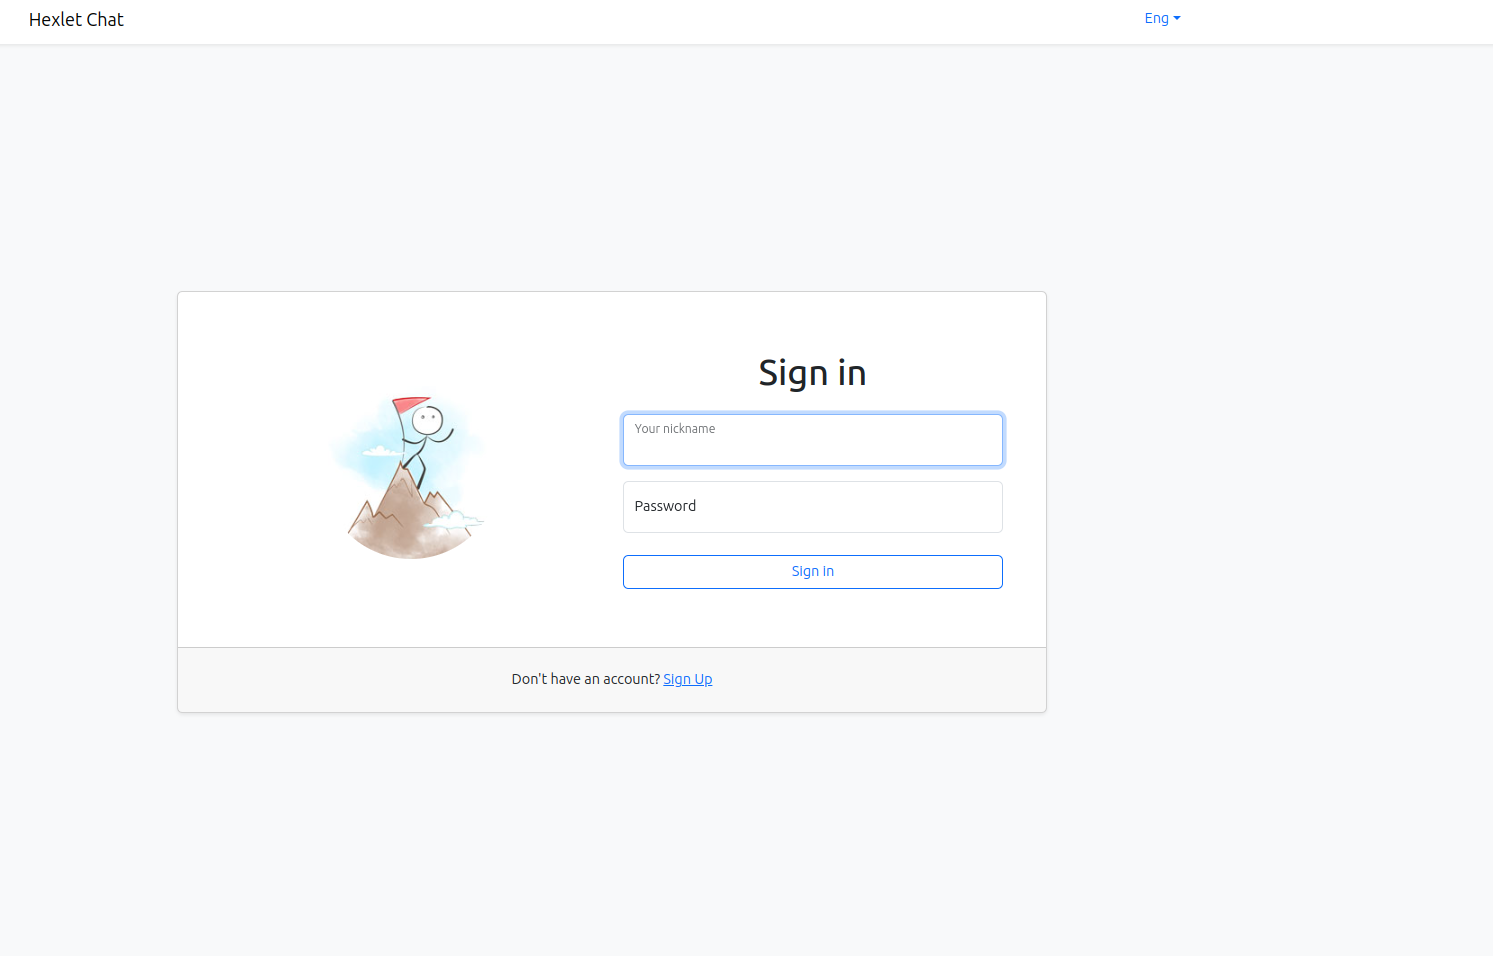 Hexlet Chat
Eng
Sign in
Your nickname
Password
Sign in
Don't have an account? Sign Up